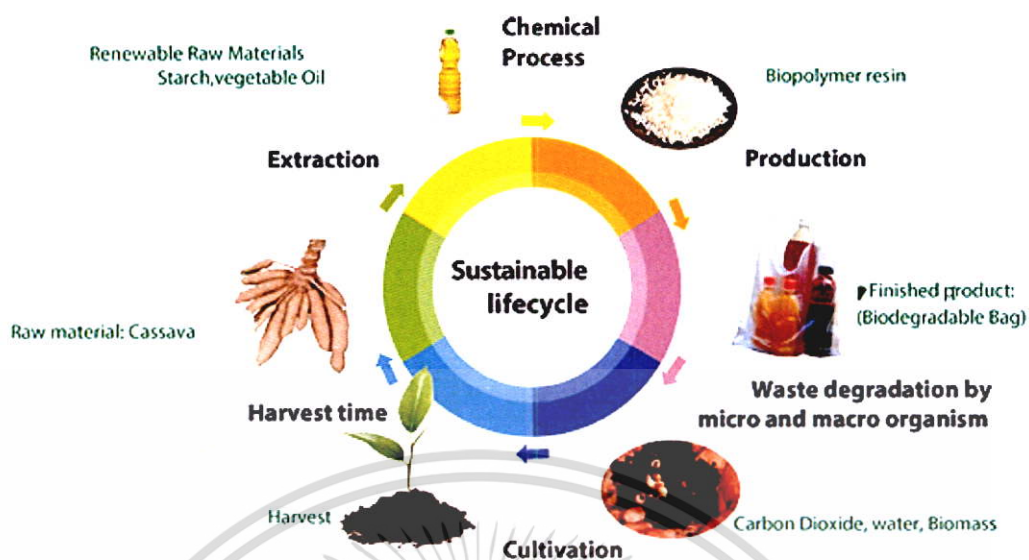 Chemical
Process
Renewable Raw Materials
Starch,vegetable Oil
Biopolymer resin
Extraction
Production
Sustainable
lifecycle
Finished product:
(Biodegradable Bag)
Raw material: Cassava
Waste degradation by
micro and macro organism
Harvest time
Harvest
Carbon Dioxide, water, Biomass
Cultivation